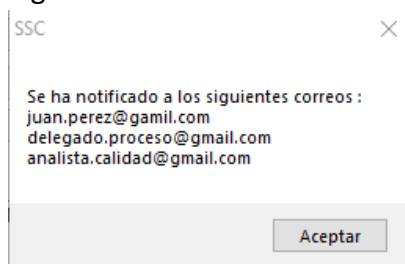 SSC
Se ha notificado a los siguientes correos :
juan.perez@gamil.com
delegado.proceso@gmail.com
analista.calidad@gmail.com
Aceptar